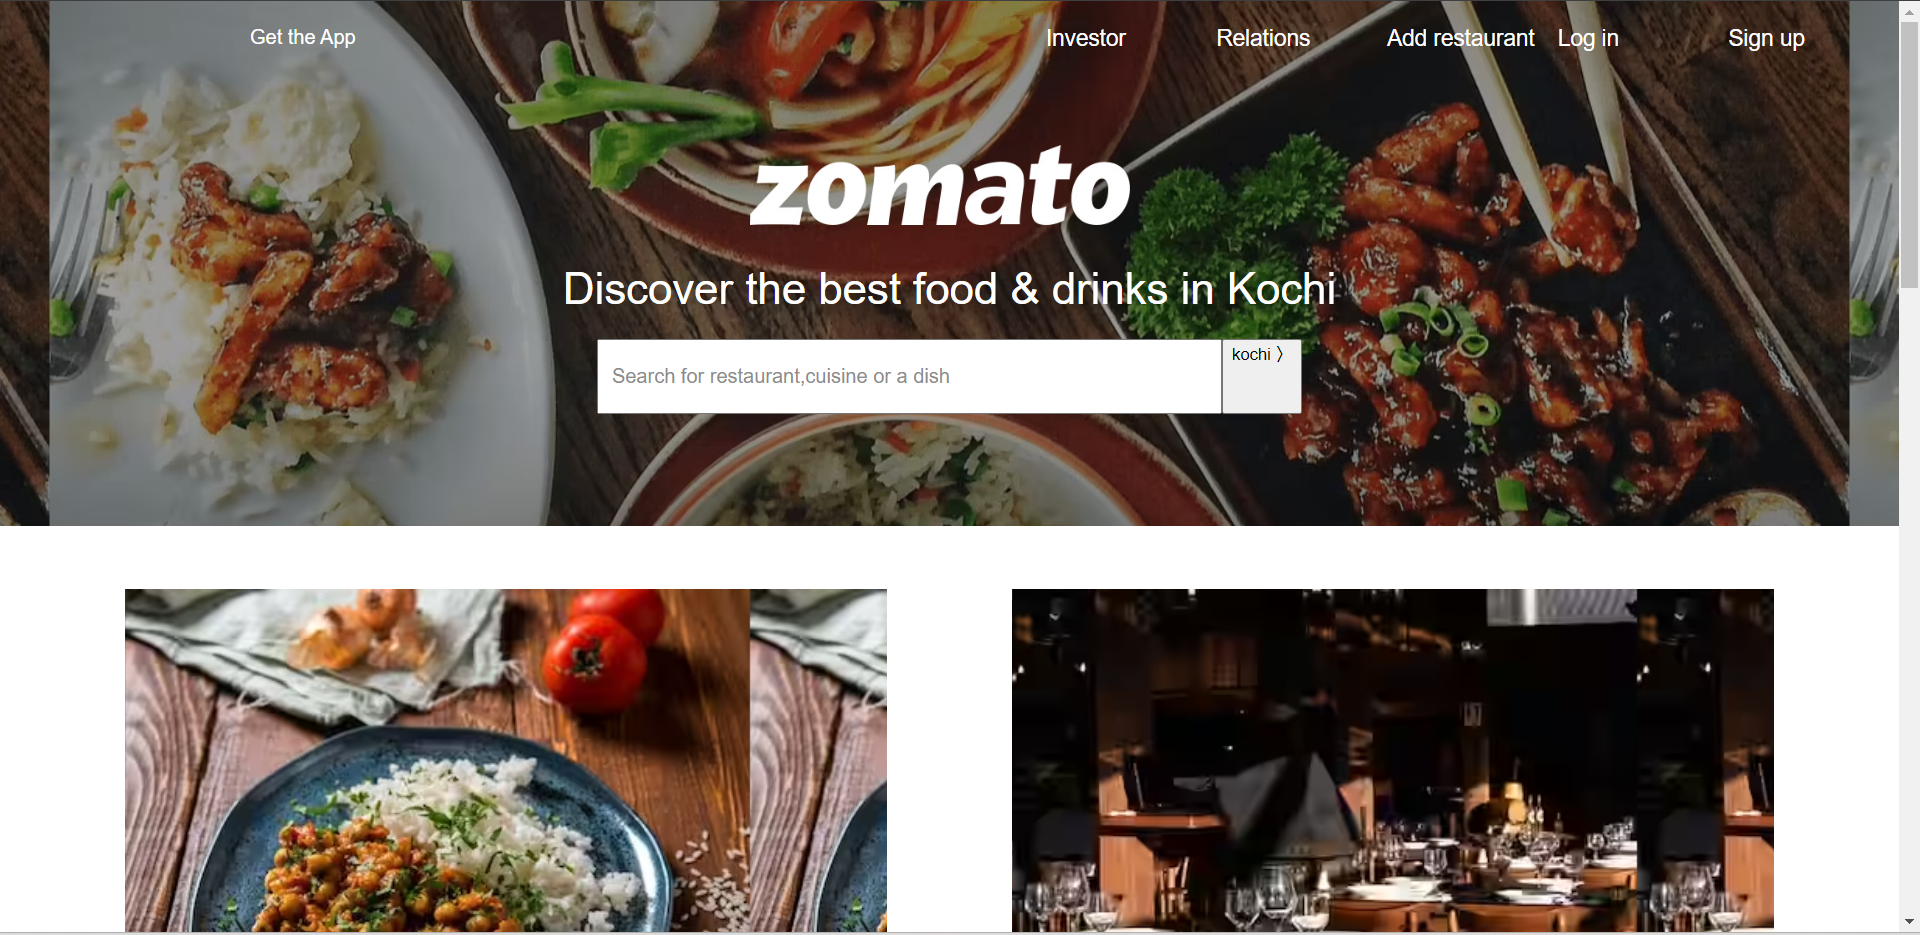 Get the App
Investor
Relations
Add restaurant
Log in
Sign up
zomato
Discover the best food & drinks in Kochi
Search for restaurant,cuisine or a dish
kochi 〉